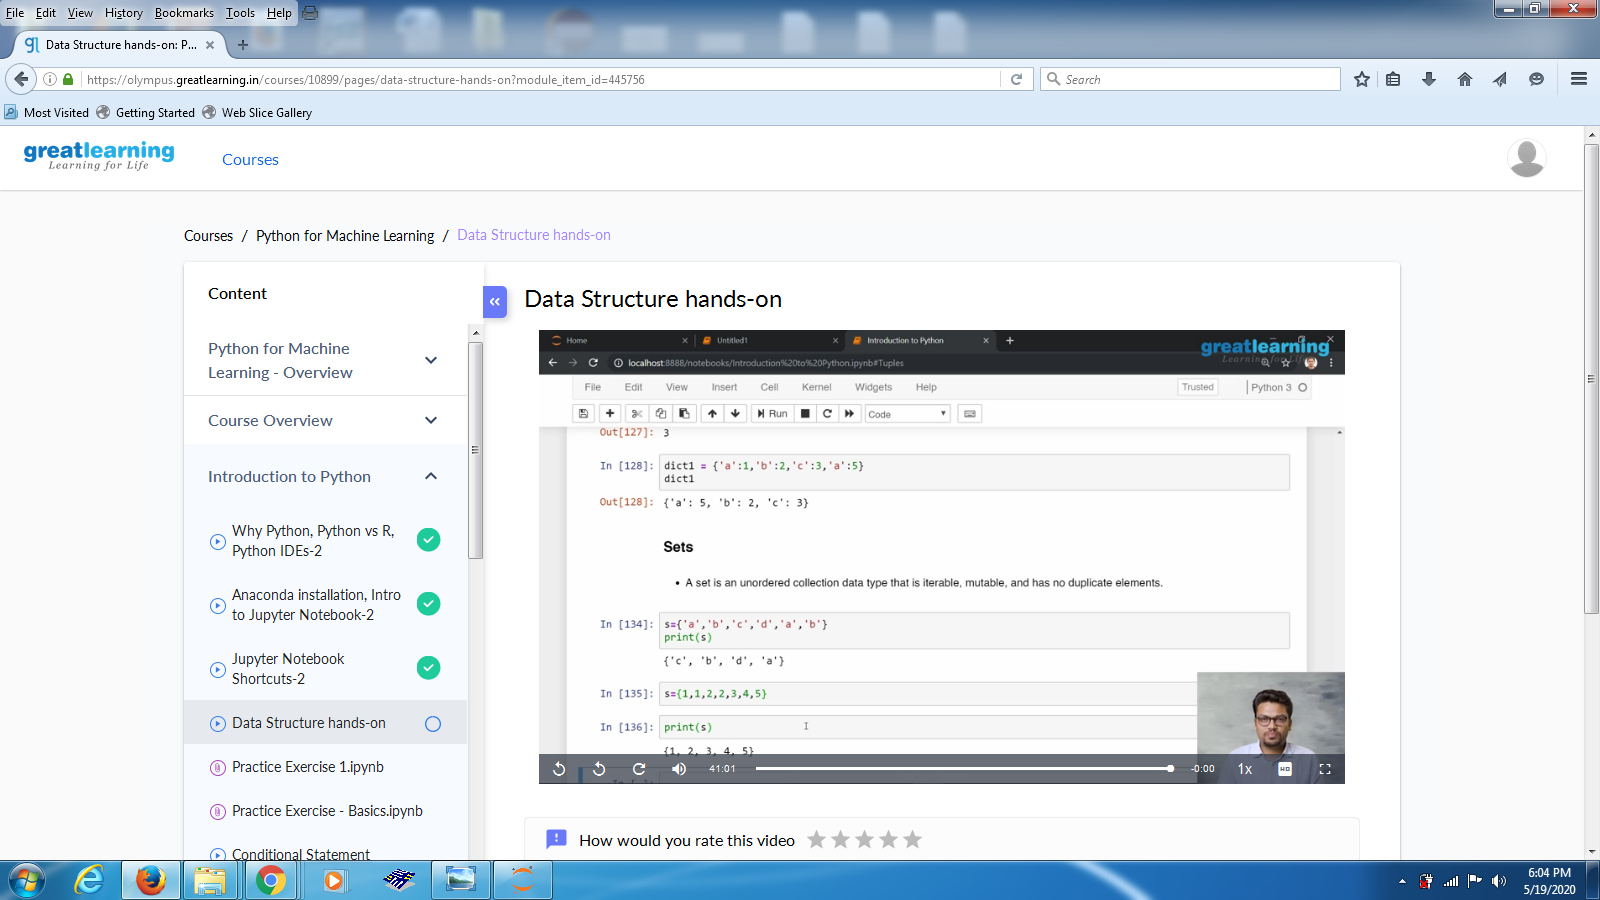 File Edit View History Bookmarks Tools Help
gl Data Structure hands-on: P...
https://olympus.greatlearning.in/courses/10899/pages/data-structure-hands-on?module_item_id=445756
Search
Most Visited Getting Started Web Slice Gallery
greatlearning
Learning for Life
Courses
Courses / Python for Machine Learning / Data Structure hands-on
Content
Python for Machine
Learning - Overview
Course Overview
Introduction to Python
Why Python, Python vs R,
Python IDEs-2
Anaconda installation, Intro
to Jupyter Notebook-2
Jupyter Notebook
Shortcuts-2
Data Structure hands-on
Practice Exercise 1.ipynb
Practice Exercise - Basics.ipynb
Conditional Statement
Data Structure hands-on
Home Untitled1 Introduction to Python
greatlearning
localhost:8888/notebooks/Introduction%20to%20Python.ipynb#Tuples
File Edit View Insert Cell Kernel Widgets Help Trusted Python 3
Run Code
Out[127]: 3
In [128]: dict1 = {'a':1,'b':2,'c':3,'a':5}
dict1
Out[128]: {'a': 5, 'b': 2, 'c': 3}
Sets
• A set is an unordered collection data type that is iterable, mutable, and has no duplicate elements.
In [134]: s={'a','b','c','d','a','b'}
print(s)
{'c', 'b', 'd', 'a'}
In [135]: s={1,1,2,2,3,4,5}
In [136]: print(s)
{1, 2, 3, 4, 5}
41:01 -0:00 1x HD
How would you rate this video
6:04 PM
5/19/2020